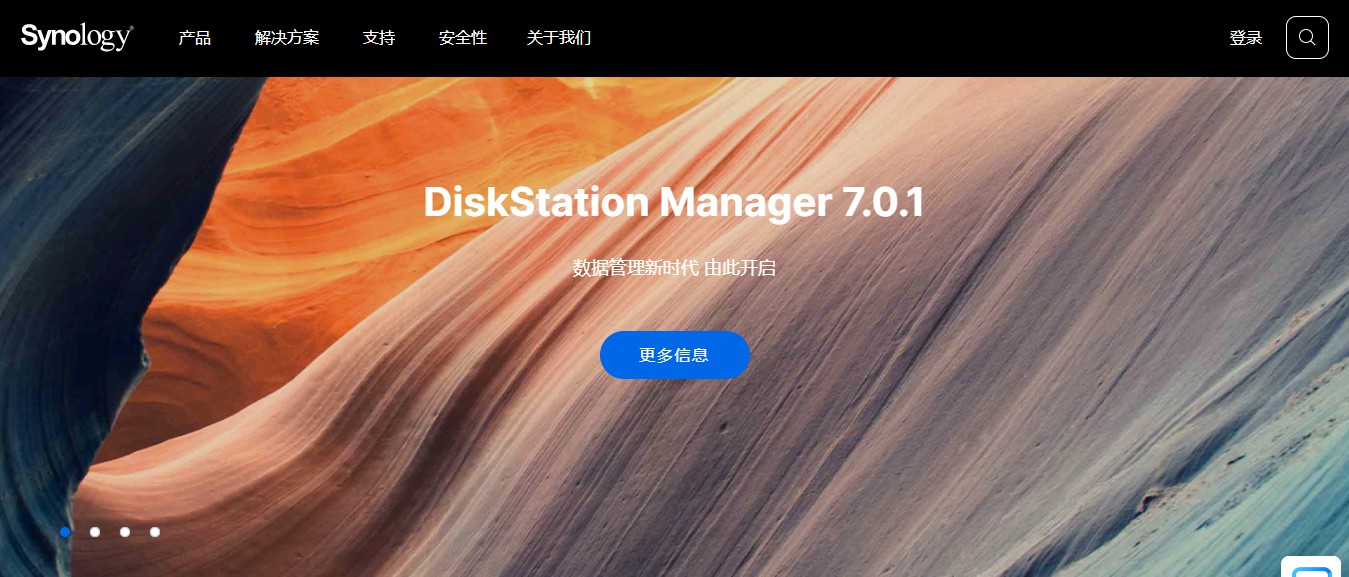 Synology®
产品
解决方案
支持
安全性
关于我们
登录
DiskStation Manager 7.0.1
数据管理新时代 由此开启
更多信息